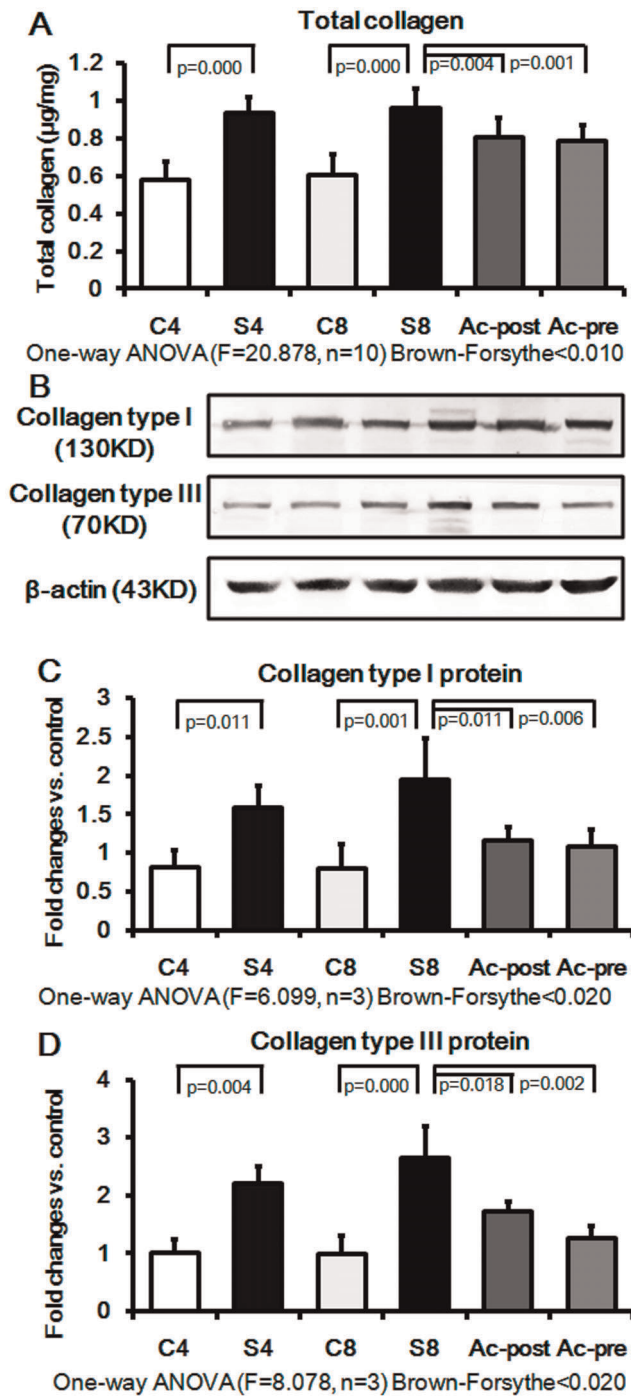 A
Total collagen
p=0.000
p=0.000
p=0.004
p=0.001
Total collagen (µg/mg)
1.2
1
0.8
0.6
0.4
0.2
0
C4 S4 C8 S8 Ac-post Ac-pre
One-way ANOVA(F=20.878, n=10) Brown-Forsythe<0.010
B
Collagen type I
(130KD)
Collagen type III
(70KD)
β-actin (43KD)
C
Collagen type I protein
p=0.011
p=0.001
p=0.011
p=0.006
Fold changes vs. control
3
2.5
2
1.5
1
0.5
0
C4 S4 C8 S8 Ac-post Ac-pre
One-way ANOVA(F=6.099, n=3) Brown-Forsythe<0.020
D
Collagen type III protein
p=0.004
p=0.000
p=0.018
p=0.002
Fold changes vs. control
4
3
2
1
0
C4 S4 C8 S8 Ac-post Ac-pre
One-way ANOVA(F=8.078, n=3) Brown-Forsythe<0.020